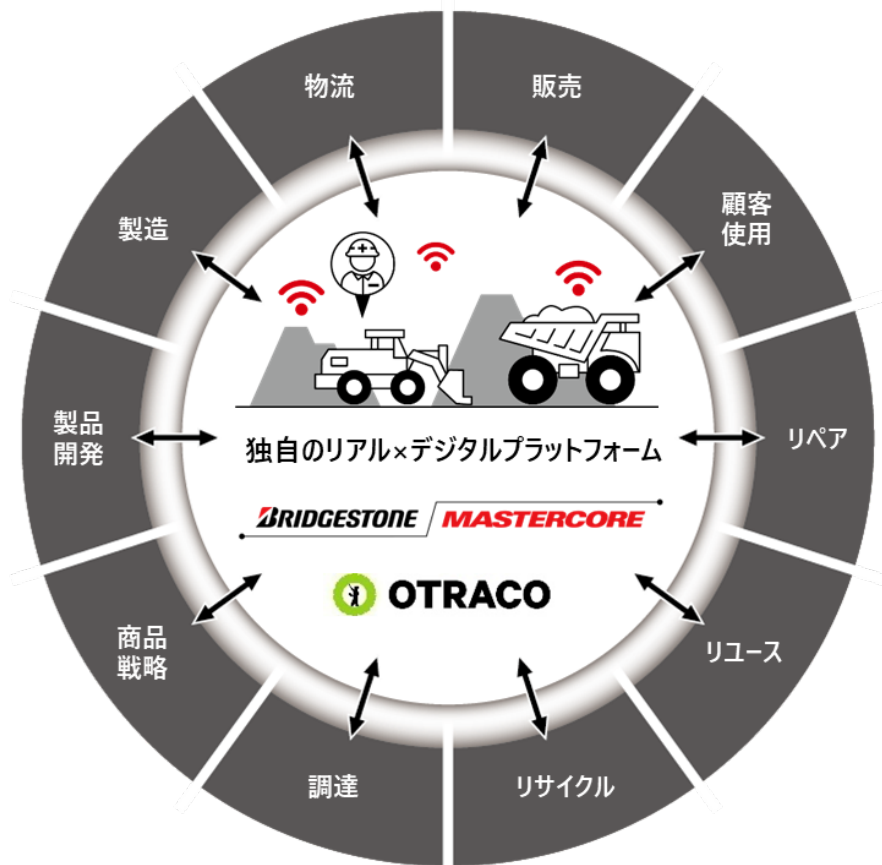 物流
販売
顧客
使用
製造
製品
開発
リペア
独自のリアル×デジタルプラットフォーム
BRIDGESTONE MASTERCORE
OTRACO
商品
戦略
リユース
調達
リサイクル